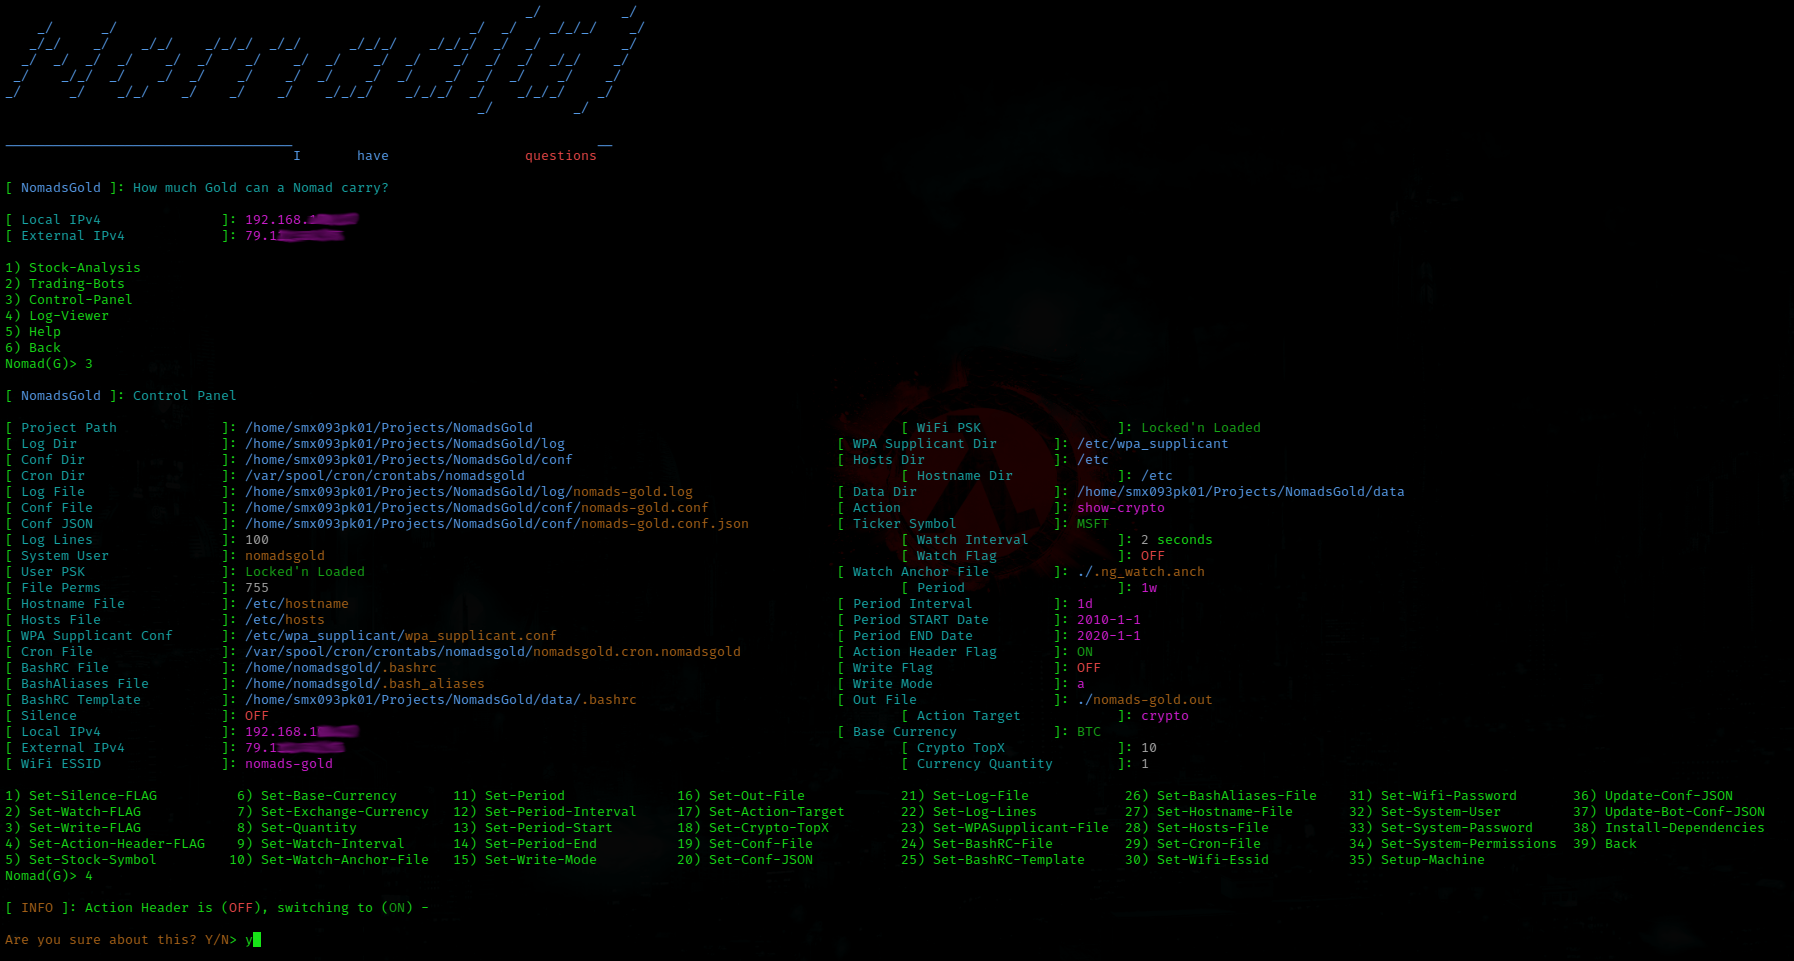 Nomad(G)
I have questions
[ NomadsGold ]: How much Gold can a Nomad carry?
[ Local IPv4 ]: 192.168.
[ External IPv4 ]: 79.1
1) Stock-Analysis
2) Trading-Bots
3) Control-Panel
4) Log-Viewer
5) Help
6) Back
Nomad(G)> 3
[ NomadsGold ]: Control Panel
[ Project Path ]: /home/smx093pk01/Projects/NomadsGold [ WiFi PSK ]: Locked'n Loaded
[ Log Dir ]: /home/smx093pk01/Projects/NomadsGold/log [ WPA Supplicant Dir ]: /etc/wpa_supplicant
[ Conf Dir ]: /home/smx093pk01/Projects/NomadsGold/conf [ Hosts Dir ]: /etc
[ Cron Dir ]: /var/spool/cron/crontabs/nomadsgold [ Hostname Dir ]: /etc
[ Log File ]: /home/smx093pk01/Projects/NomadsGold/log/nomads-gold.log [ Data Dir ]: /home/smx093pk01/Projects/NomadsGold/data
[ Conf File ]: /home/smx093pk01/Projects/NomadsGold/conf/nomads-gold.conf [ Action ]: show-crypto
[ Conf JSON ]: /home/smx093pk01/Projects/NomadsGold/conf/nomads-gold.conf.json [ Ticker Symbol ]: MSFT
[ Log Lines ]: 100 [ Watch Interval ]: 2 seconds
[ System User ]: nomadsgold [ Watch Flag ]: OFF
[ User PSK ]: Locked'n Loaded [ Watch Anchor File ]: ./.ng_watch.anch
[ File Perms ]: 755 [ Period ]: 1w
[ Hostname File ]: /etc/hostname [ Period Interval ]: 1d
[ Hosts File ]: /etc/hosts [ Period START Date ]: 2010-1-1
[ WPA Supplicant Conf ]: /etc/wpa_supplicant/wpa_supplicant.conf [ Period END Date ]: 2020-1-1
[ Cron File ]: /var/spool/cron/crontabs/nomadsgold/nomadsgold.cron.nomadsgold [ Action Header Flag ]: ON
[ BashRC File ]: /home/nomadsgold/.bashrc [ Write Flag ]: OFF
[ BashAliases File ]: /home/nomadsgold/.bash_aliases [ Write Mode ]: a
[ BashRC Template ]: /home/smx093pk01/Projects/NomadsGold/data/.bashrc [ Out File ]: ./nomads-gold.out
[ Silence ]: OFF [ Action Target ]: crypto
[ Local IPv4 ]: 192.168.1 [ Base Currency ]: BTC
[ External IPv4 ]: 79.1 [ Crypto TopX ]: 10
[ WiFi ESSID ]: nomads-gold [ Currency Quantity ]: 1
1) Set-Silence-FLAG 6) Set-Base-Currency 11) Set-Period 16) Set-Out-File 21) Set-Log-File 26) Set-BashAliases-File 31) Set-Wifi-Password 36) Update-Conf-JSON
2) Set-Watch-FLAG 7) Set-Exchange-Currency 12) Set-Period-Interval 17) Set-Action-Target 22) Set-Log-Lines 27) Set-Hostname-File 32) Set-System-User 37) Update-Bot-Conf-JSON
3) Set-Write-FLAG 8) Set-Quantity 13) Set-Period-Start 18) Set-Crypto-TopX 23) Set-WPASupplicant-File 28) Set-Hosts-File 33) Set-System-Password 38) Install-Dependencies
4) Set-Action-Header-FLAG 9) Set-Watch-Interval 14) Set-Period-End 19) Set-Conf-File 24) Set-BashRC-File 29) Set-Cron-File 34) Set-System-Permissions 39) Back
5) Set-Stock-Symbol 10) Set-Watch-Anchor-File 15) Set-Write-Mode 20) Set-Conf-JSON 25) Set-BashRC-Template 30) Set-Wifi-Essid 35) Setup-Machine
Nomad(G)> 4
[ INFO ]: Action Header is (OFF), switching to (ON) -
Are you sure about this? Y/N> y